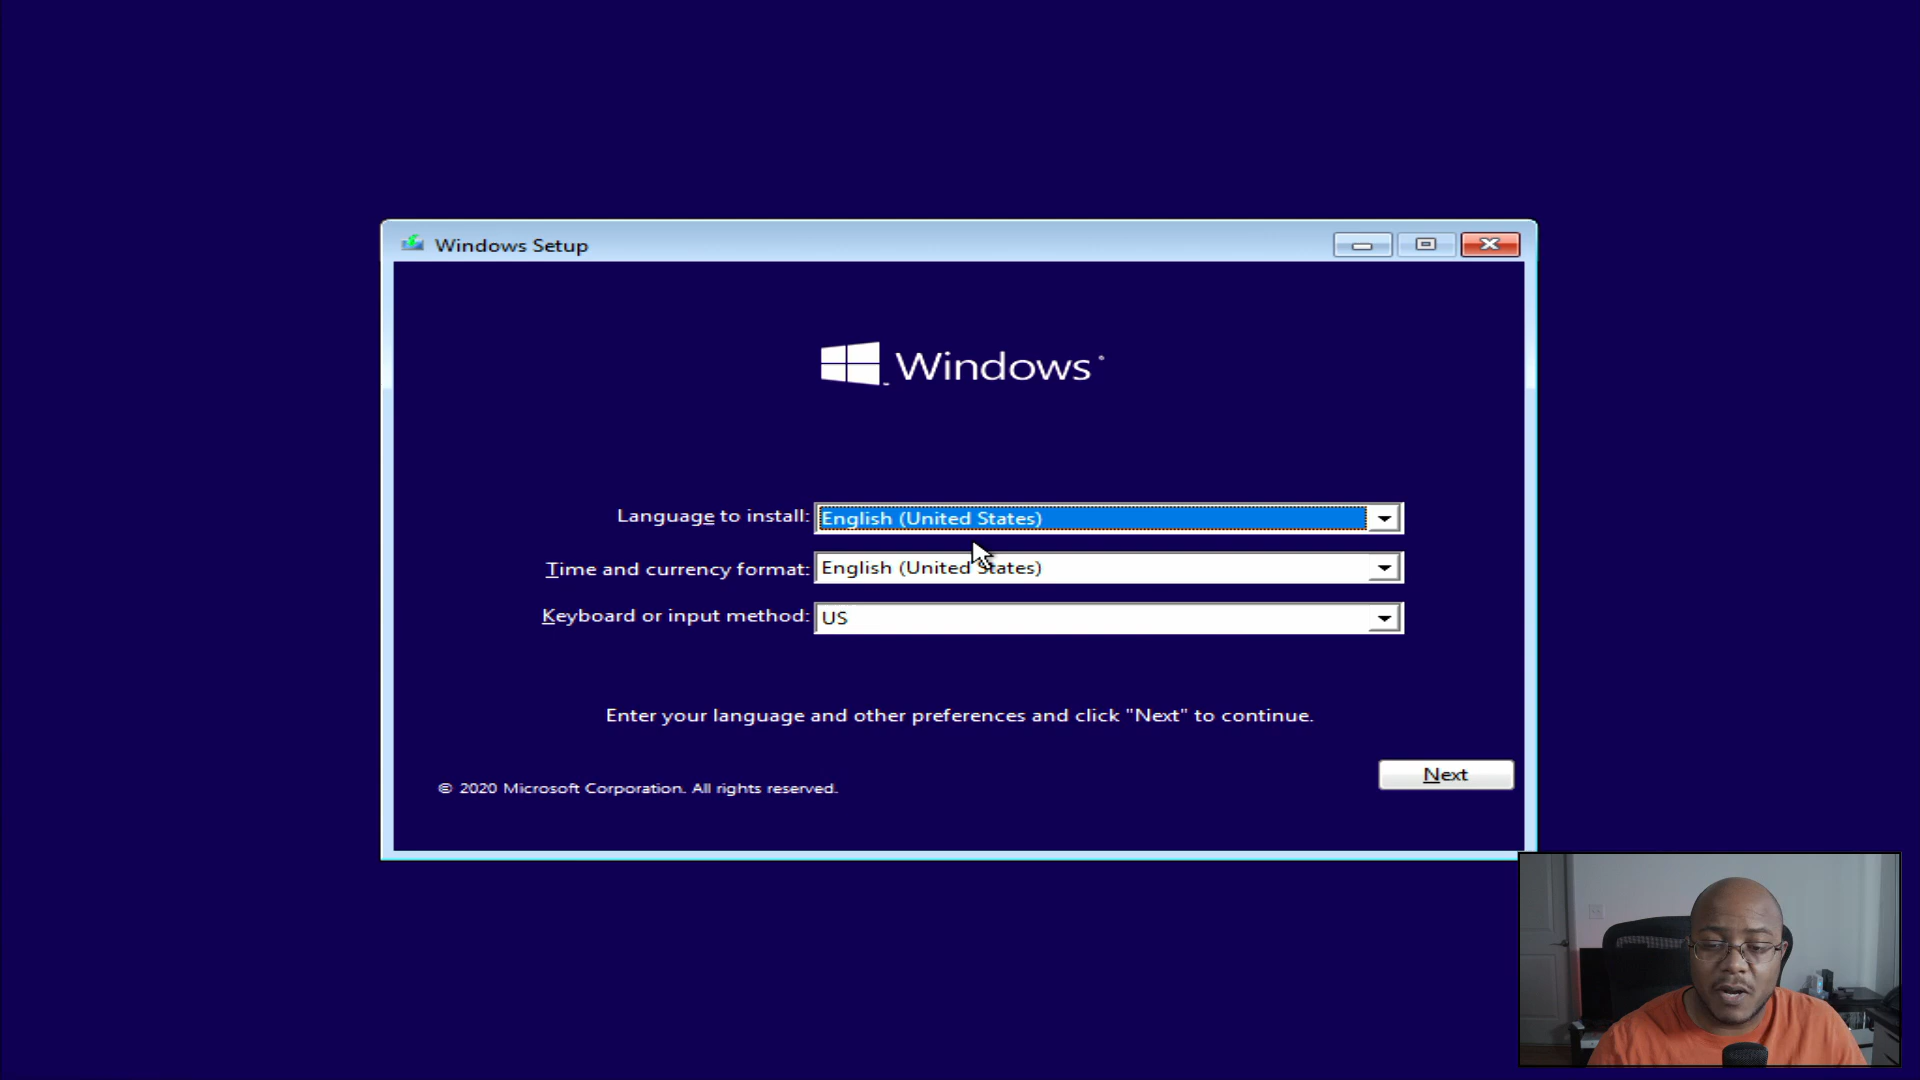 Windows Setup
Windows
Language to install: English (United States)
Time and currency format: English (United States)
Keyboard or input method: US
Enter your language and other preferences and click "Next" to continue.
Next
© 2020 Microsoft Corporation. All rights reserved.